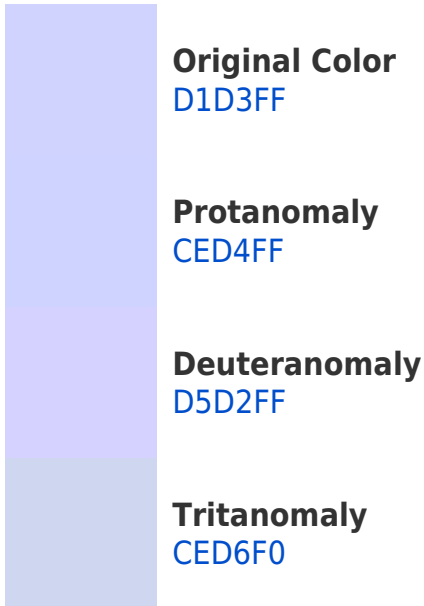 Original Color
D1D3FF
Protanomaly
CED4FF
Deuteranomaly
D5D2FF
Tritanomaly
CED6F0